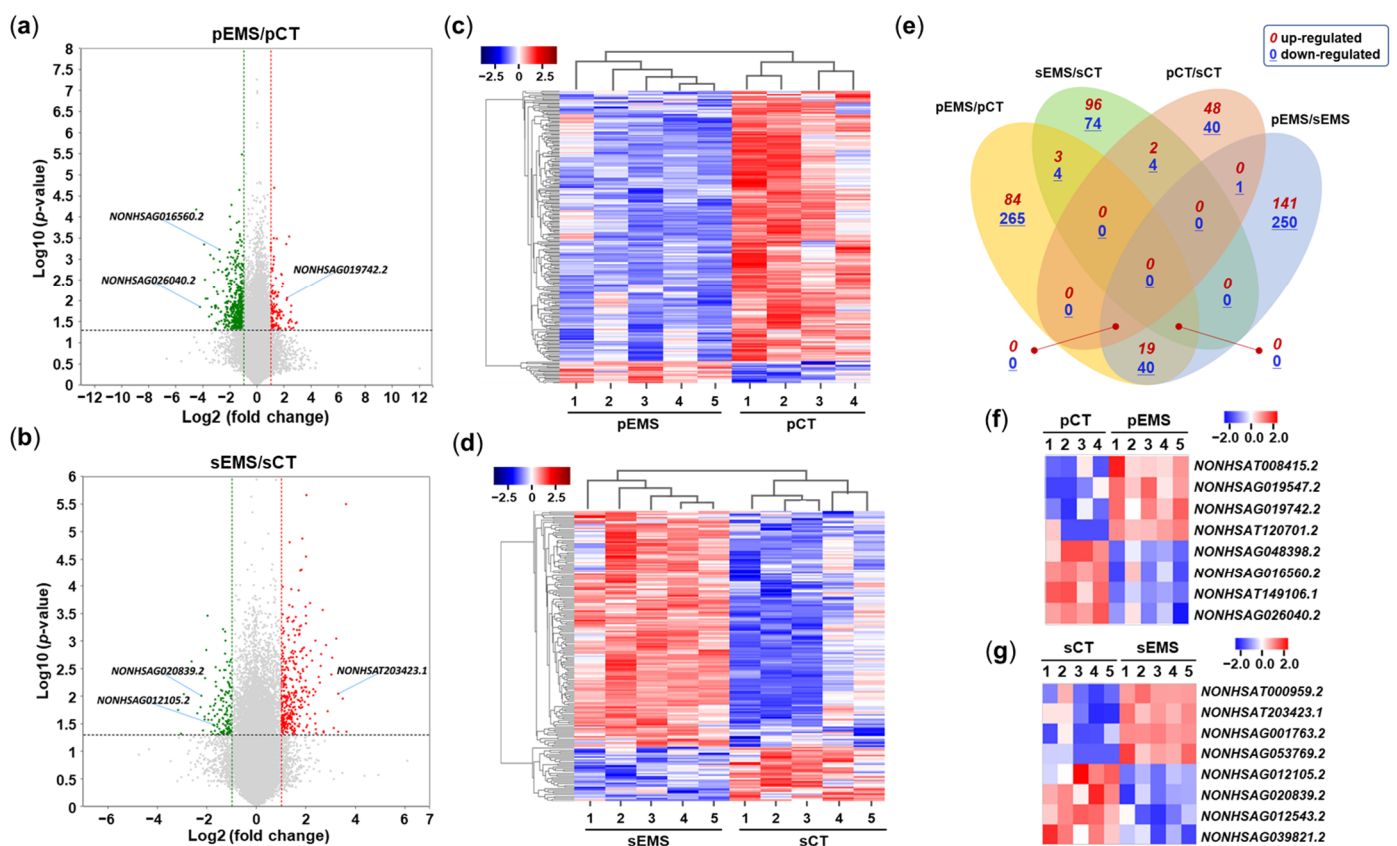 (a)
pEMS/pCT
8
7.5
7
6.5
6
5.5
5
4.5
4
3.5
3
2.5
2
1.5
1
0.5
0
Log10 (p-value)
NONHSAG016560.2
NONHSAG026040.2
NONHSAG019742.2
−12 −10 −8 −6 −4 −2 0 2 4 6 8 10 12
Log2 (fold change)
(b)
sEMS/sCT
6
5.5
5
4.5
4
3.5
3
2.5
2
1.5
1
0.5
0
Log10 (p-value)
NONHSAG020839.2
NONHSAG012105.2
NONHSAT203423.1
−6 −4 −2 0 2 4 6 7
Log2 (fold change)
(c)
−2.5 0 2.5
1 2 3 4 5 1 2 3 4
pEMS pCT
(d)
−2.5 0 2.5
1 2 3 4 5 1 2 3 4 5
sEMS sCT
(e)
0 up-regulated
0 down-regulated
sEMS/sCT pCT/sCT
pEMS/pCT pEMS/sEMS
96 48
74 40
3 2 0
4 4 1
84 141
265 250
0 0
0 0
0
0
0 0
0 0
0 19 0
0 40 0
(f)
pCT pEMS
1 2 3 4 1 2 3 4 5
−2.0 0.0 2.0
NONHSAT008415.2
NONHSAG019547.2
NONHSAG019742.2
NONHSAT120701.2
NONHSAG048398.2
NONHSAG016560.2
NONHSAT149106.1
NONHSAG026040.2
(g)
sCT sEMS
1 2 3 4 5 1 2 3 4 5
−2.0 0.0 2.0
NONHSAT000959.2
NONHSAT203423.1
NONHSAG001763.2
NONHSAG053769.2
NONHSAG012105.2
NONHSAG020839.2
NONHSAG012543.2
NONHSAG039821.2